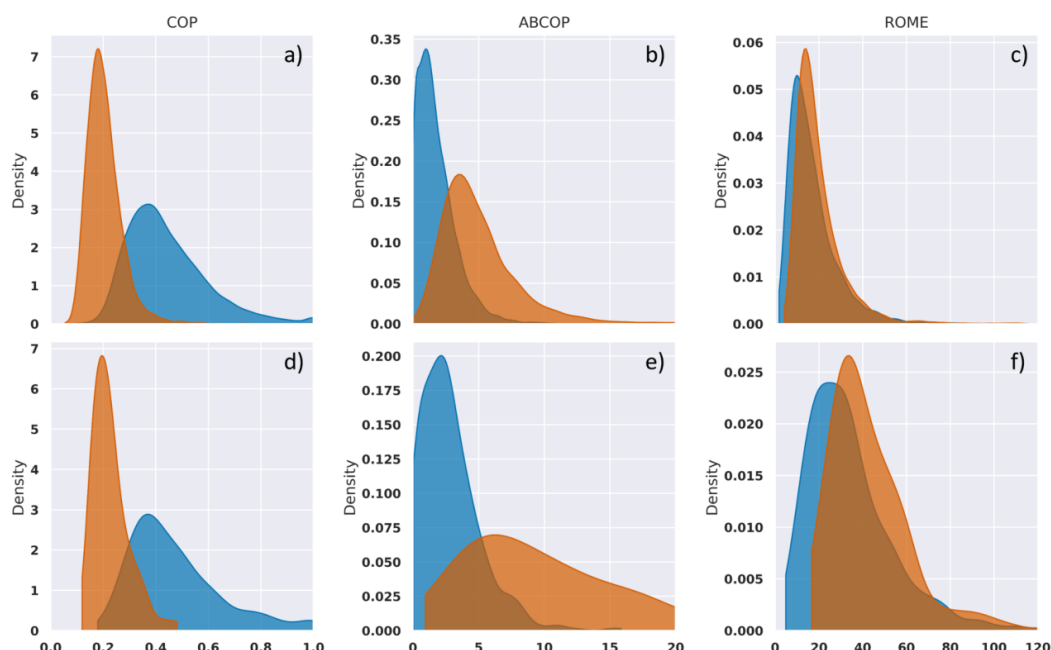 COP ABCOP ROME
a) b) c)
Density Density Density
7 0.35 0.06
6 0.30 0.05
5 0.25 0.04
4 0.20 0.03
3 0.15 0.02
2 0.10 0.01
1 0.05
0 0.00 0.00
d) e) f)
Density Density Density
7 0.200 0.025
6 0.175 0.020
5 0.150 0.015
4 0.125 0.010
3 0.100 0.005
2 0.075 0.000
1 0.050
0 0.025
0.000
0.0 0.2 0.4 0.6 0.8 1.0 0 5 10 15 20 0 20 40 60 80 100 120